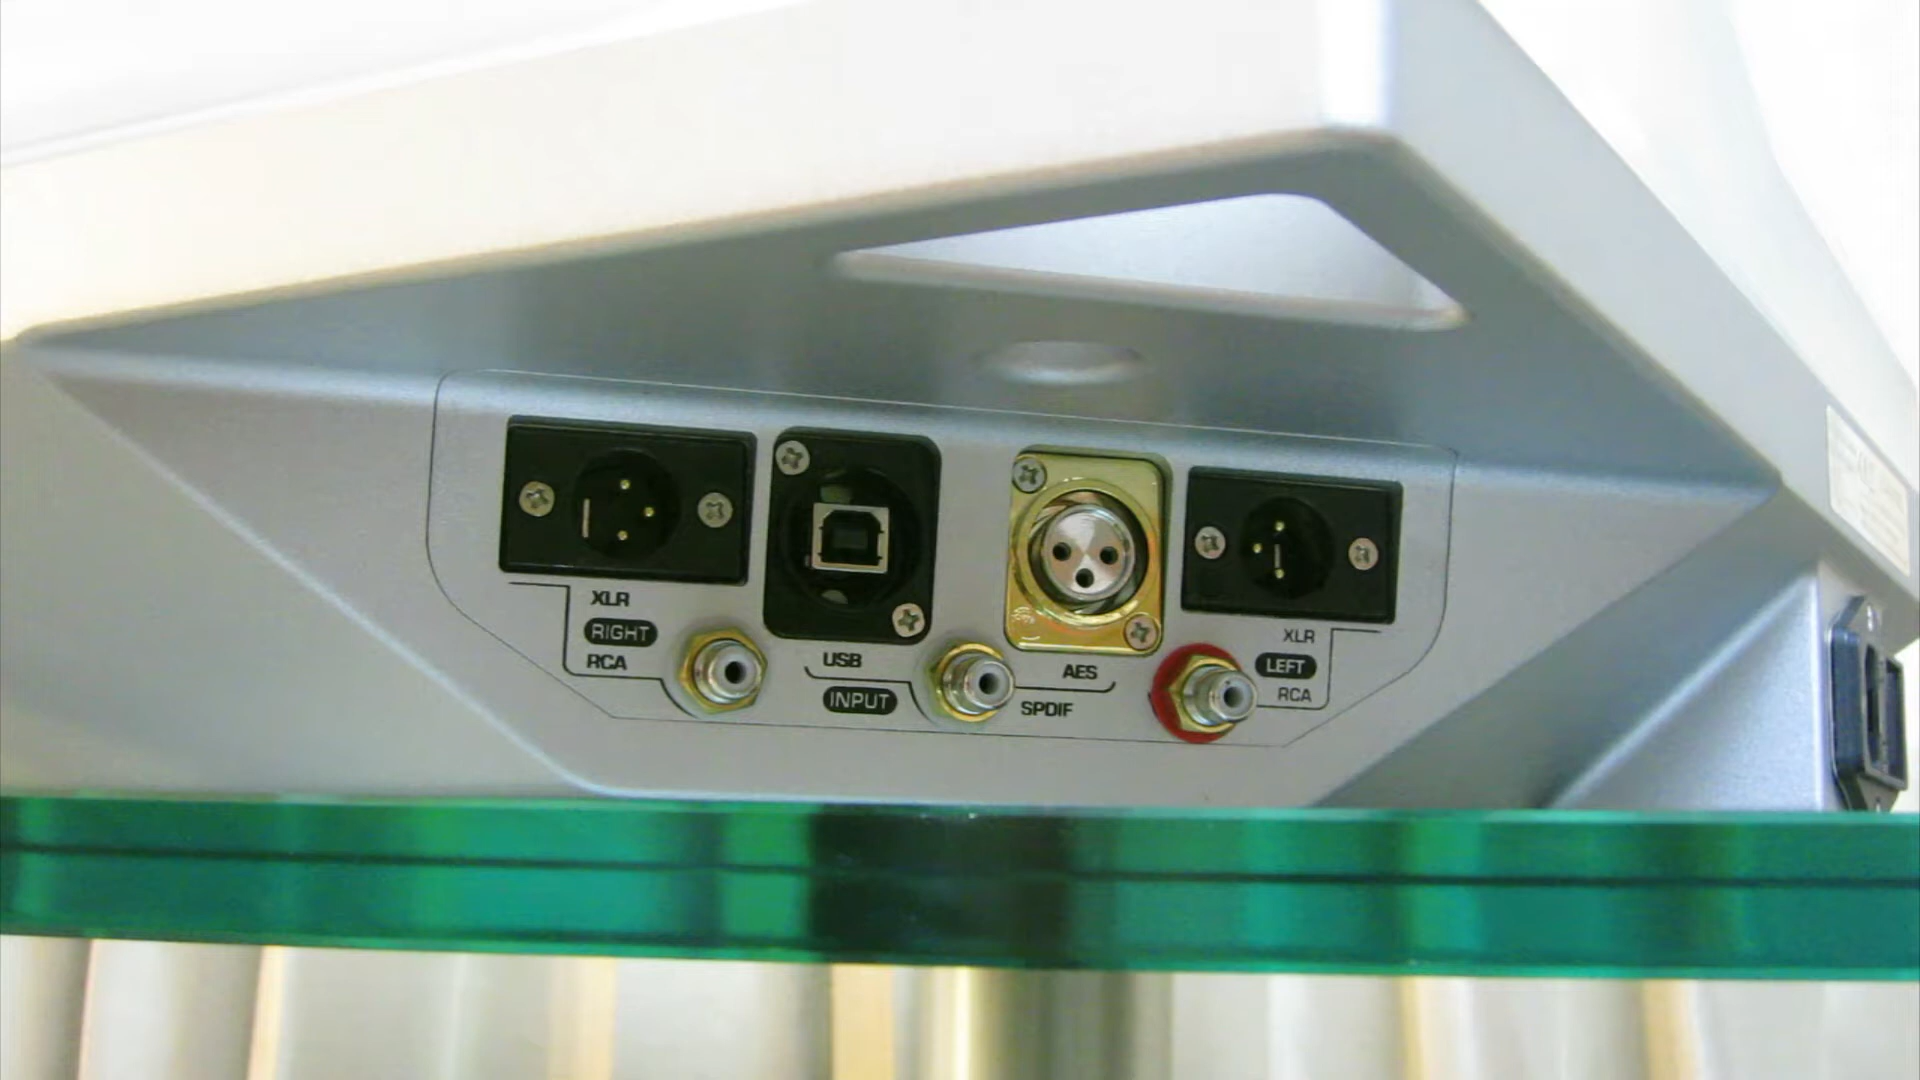 XLR
RIGHT
RCA
USB
INPUT
SPDIF
AES
XLR
LEFT
RCA